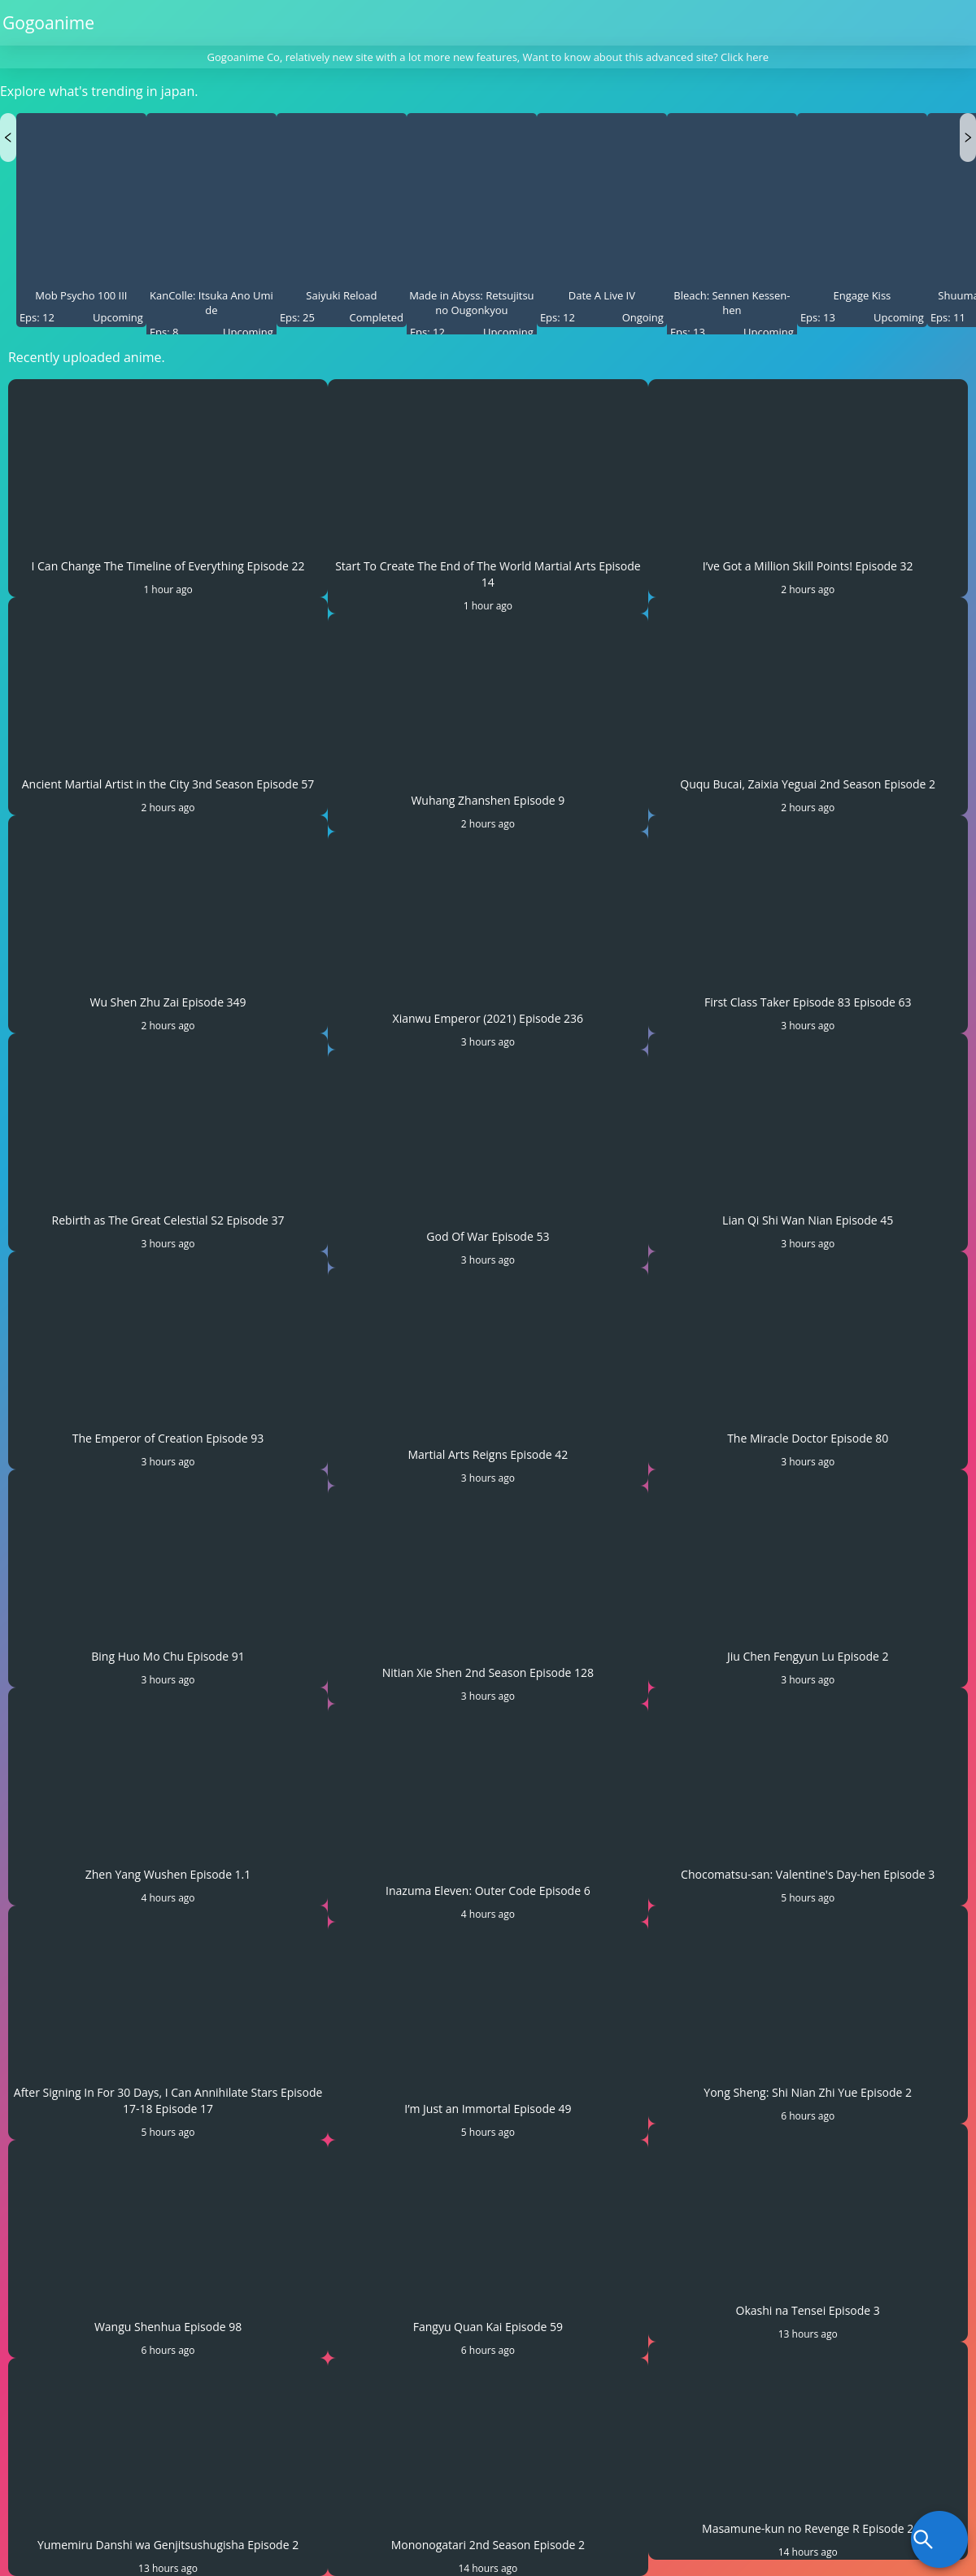 Gogoanime
Gogoanime Co, relatively new site with a lot more new features, Want to know about this advanced site? Click here
Explore what's trending in japan.
Mob Psycho 100 III
Eps: 12 Upcoming
KanColle: Itsuka Ano Umi
de
Eps: 8 Upcoming
Saiyuki Reload
Eps: 25 Completed
Made in Abyss: Retsujitsu
no Ougonkyou
Eps: 12 Upcoming
Date A Live IV
Eps: 12 Ongoing
Bleach: Sennen Kessen-
hen
Eps: 13 Upcoming
Engage Kiss
Eps: 13 Upcoming
Shuuma
Eps: 11
Recently uploaded anime.
I Can Change The Timeline of Everything Episode 22
1 hour ago
Start To Create The End of The World Martial Arts Episode
14
1 hour ago
I’ve Got a Million Skill Points! Episode 32
2 hours ago
Ancient Martial Artist in the City 3nd Season Episode 57
2 hours ago
Wuhang Zhanshen Episode 9
2 hours ago
Ququ Bucai, Zaixia Yeguai 2nd Season Episode 2
2 hours ago
Wu Shen Zhu Zai Episode 349
2 hours ago
Xianwu Emperor (2021) Episode 236
3 hours ago
First Class Taker Episode 83 Episode 63
3 hours ago
Rebirth as The Great Celestial S2 Episode 37
3 hours ago
God Of War Episode 53
3 hours ago
Lian Qi Shi Wan Nian Episode 45
3 hours ago
The Emperor of Creation Episode 93
3 hours ago
Martial Arts Reigns Episode 42
3 hours ago
The Miracle Doctor Episode 80
3 hours ago
Bing Huo Mo Chu Episode 91
3 hours ago
Nitian Xie Shen 2nd Season Episode 128
3 hours ago
Jiu Chen Fengyun Lu Episode 2
3 hours ago
Zhen Yang Wushen Episode 1.1
4 hours ago
Inazuma Eleven: Outer Code Episode 6
4 hours ago
Chocomatsu-san: Valentine's Day-hen Episode 3
5 hours ago
After Signing In For 30 Days, I Can Annihilate Stars Episode
17-18 Episode 17
5 hours ago
I’m Just an Immortal Episode 49
5 hours ago
Yong Sheng: Shi Nian Zhi Yue Episode 2
6 hours ago
Wangu Shenhua Episode 98
6 hours ago
Fangyu Quan Kai Episode 59
6 hours ago
Okashi na Tensei Episode 3
13 hours ago
Yumemiru Danshi wa Genjitsushugisha Episode 2
13 hours ago
Mononogatari 2nd Season Episode 2
14 hours ago
Masamune-kun no Revenge R Episode 2
14 hours ago